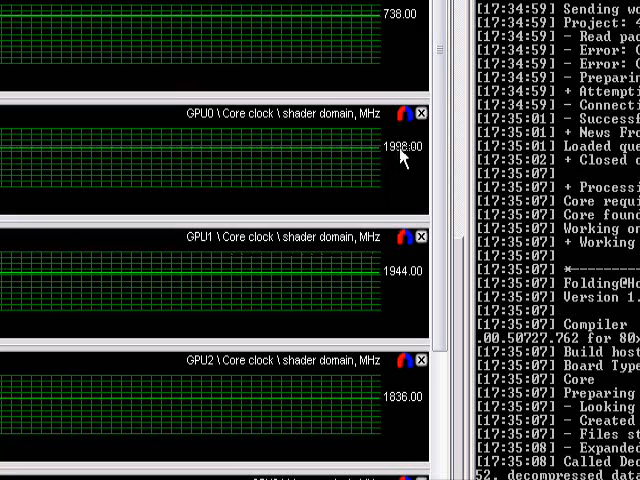 738.00
GPU0 \ Core clock \ shader domain, MHz
1998.00
GPU1 \ Core clock \ shader domain, MHz
1944.00
GPU2 \ Core clock \ shader domain, MHz
1836.00
[17:34:59] Sending wo
[17:34:59] Project: 4
[17:34:59] - Read pac
[17:34:59] - Error: C
[17:34:59] - Error: C
[17:34:59] - Preparin
[17:34:59] + Attempti
[17:34:59] - Connecti
[17:35:01] - Successf
[17:35:01] + News Fro
[17:35:01] Loaded que
[17:35:02] + Closed c
[17:35:07]
[17:35:07] + Processi
[17:35:07] Core requi
[17:35:07] Core foun
[17:35:07] Working on
[17:35:07] + Working
[17:35:07]
[17:35:07] *------
[17:35:07] Folding@Ho
[17:35:07] Version 1.
[17:35:07]
[17:35:07] Compiler
.00.50727.762 for 80x
[17:35:07] Build host
[17:35:07] Board Type
[17:35:07] Core
[17:35:07] Preparing
[17:35:07] - Looking
[17:35:07] - Created
[17:35:07] - Files st
[17:35:08] - Expanded
[17:35:08] Called Dec
52, decompressed_data